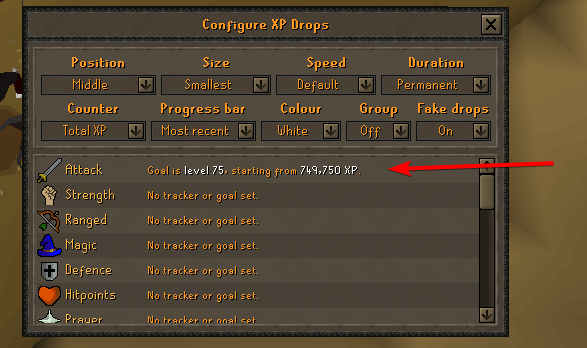 Configure XP Drops
Position Size Speed Duration
Middle Smallest Default Permanent
Counter Progress bar Colour Group Fake drops
Total XP Most recent White Off On
Attack Goal is level 75, starting from 749,750 XP.
Strength No tracker or goal set.
Ranged No tracker or goal set.
Magic No tracker or goal set.
Defence No tracker or goal set.
Hitpoints No tracker or goal set.
Prayer No tracker or goal set.